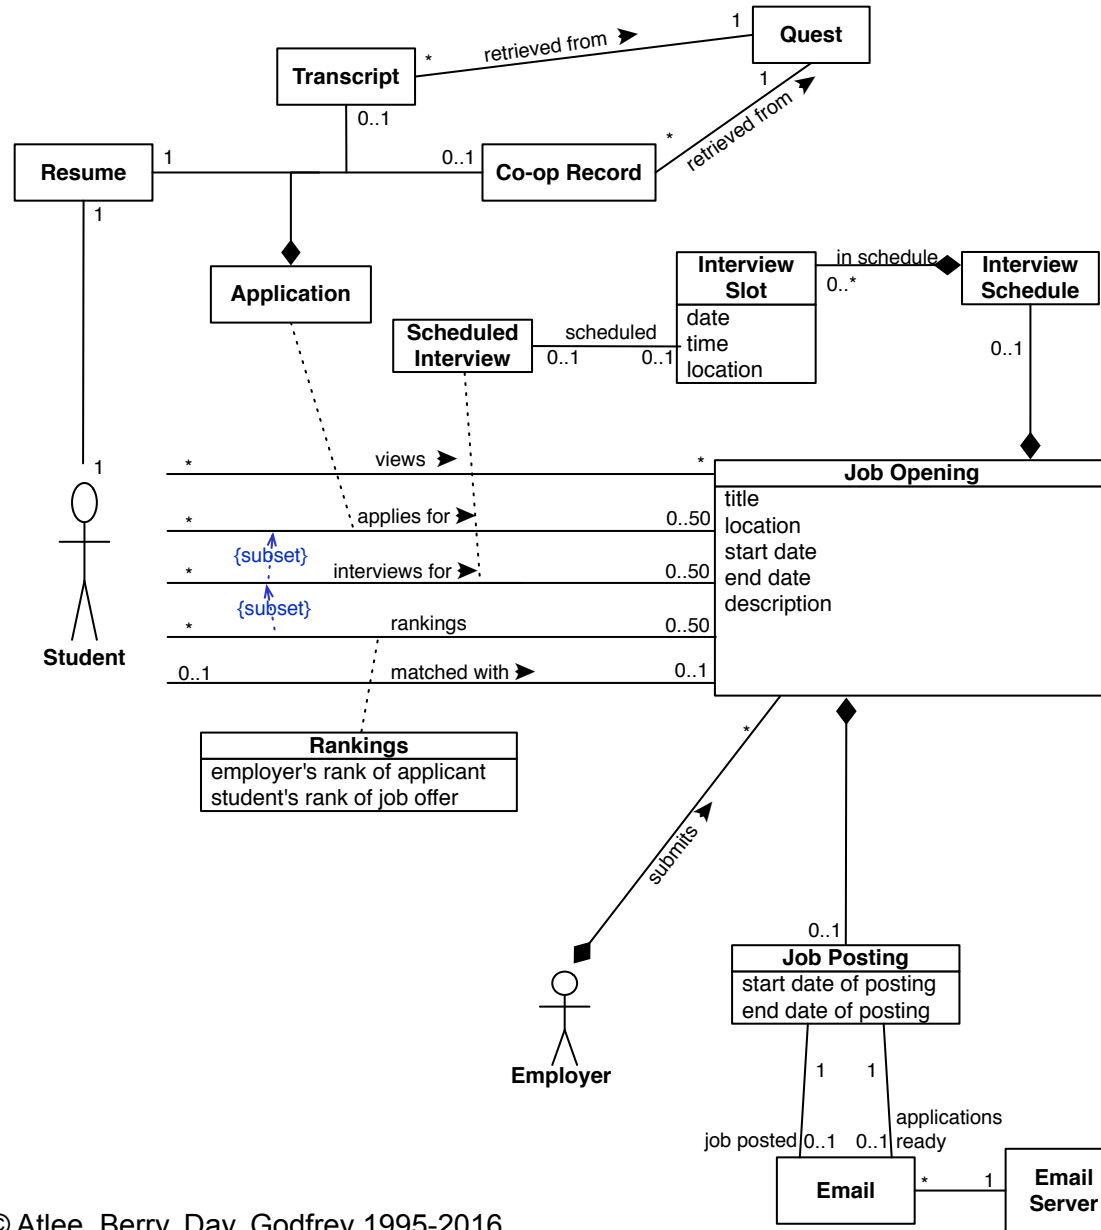 1
Quest
*
retrieved from
Transcript
0..1
1
retrieved from
*
1
0..1
Resume
Co-op Record
1
Application
Interview
Slot
date
time
location
in schedule
0..*
Interview
Schedule
0..1
Scheduled
Interview
scheduled
0..1
0..1
1
*
views
*
Job Opening
title
location
start date
end date
description
*
applies for
0..50
{subset}
*
interviews for
0..50
{subset}
*
rankings
0..50
Student
0..1
matched with
0..1
Rankings
employer's rank of applicant
student's rank of job offer
*
submits
Employer
0..1
Job Posting
start date of posting
end date of posting
1
1
job posted
0..1
0..1
applications
ready
Email
*
1
Email
Server
© Atlee, Berry, Day, Godfrey 1995-2016